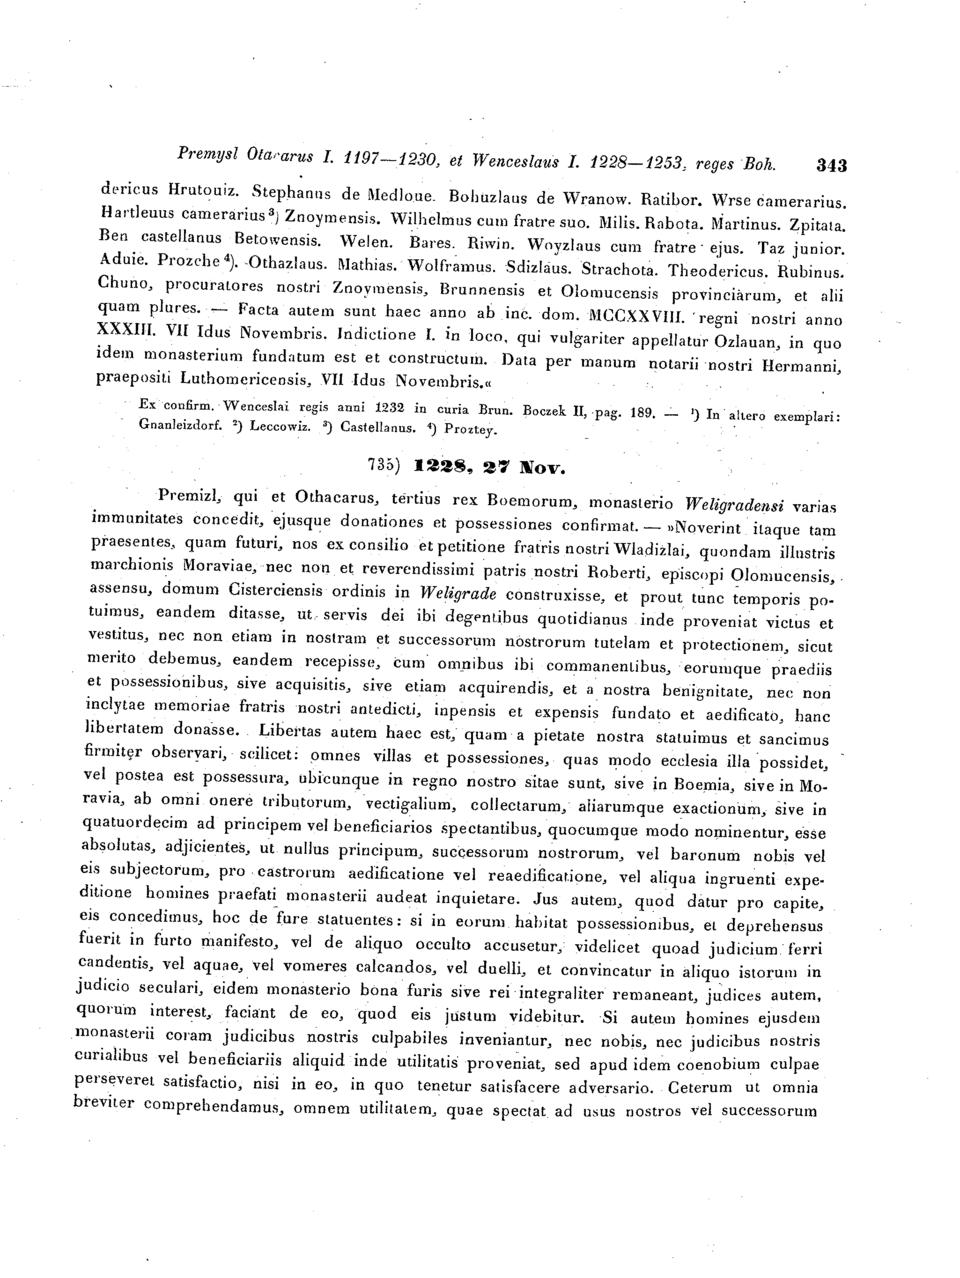 Premysl Otacarus I. 1197—1230, et Wenceslaus I. 1228—1253, reges Boh. 343
dericus Hrutouiz. Stephanus de Medloue. Bohuzlaus de Wranow. Ratibor. Wrse camerarius.
Hartleuus camerarius ³) Znoymensis. Wilhelmus cum fratre suo. Milis. Rabota. Martinus. Zpitata.
Ben castellanus Betowensis. Welen. Bares. Riwin. Woyzlaus cum fratre ejus. Taz junior.
Aduie. Prozche ⁴). Othazlaus. Mathias. Wolframus. Sdizlaus. Strachota. Theodericus. Rubinus.
Chuno, procuratores nostri Znoymensis, Brunnensis et Olomucensis provinciarum, et alii
quam plures. — Facta autem sunt haec anno ab inc. dom. MCCXXVIII. regni nostri anno
XXXIII. VII Idus Novembris. Indictione I. in loco, qui vulgariter appellatur Ozlauan, in quo
idem monasterium fundatum est et constructum. Data per manum notarii nostri Hermanni,
praepositi Luthomericensis, VII Idus Novembris.«
Ex confirm. Wenceslai regis anni 1232 in curia Brun. Boczek II, pag. 189. — ¹) In altero exemplari:
Gnanleizdorf. ²) Leccowiz. ³) Castellanus. ⁴) Proztey.
735) 1228, 27 Nov.
Premizl, qui et Othacarus, tertius rex Boemorum, monasterio Weligradensi varias
immunitates concedit, ejusque donationes et possessiones confirmat. — »Noverint itaque tam
praesentes, quam futuri, nos ex consilio et petitione fratris nostri Wladizlai, quondam illustris
marchionis Moraviae, nec non et reverendissimi patris nostri Roberti, episcopi Olomucensis,
assensu, domum Cisterciensis ordinis in Weligrade construxisse, et prout tunc temporis po-
tuimus, eandem ditasse, ut servis dei ibi degentibus quotidianus inde proveniat victus et
vestitus, nec non etiam in nostram et successorum nostrorum tutelam et protectionem, sicut
merito debemus, eandem recepisse, cum omnibus ibi commanentibus, eorumque praediis
et possessionibus, sive acquisitis, sive etiam acquirendis, et a nostra benignitate, nec non
inclytae memoriae fratris nostri antedicti, inpensis et expensis fundato et aedificato, hanc
libertatem donasse. Libertas autem haec est, quam a pietate nostra statuimus et sancimus
firmiter observari, scilicet: omnes villas et possessiones, quas modo ecclesia illa possidet,
vel postea est possessura, ubicunque in regno nostro sitae sunt, sive in Boemia, sive in Mo-
ravia, ab omni onere tributorum, vectigalium, collectarum, aliarumque exactionum, sive in
quatuordecim ad principem vel beneficiarios spectantibus, quocumque modo nominentur, esse
absolutas, adjicientes, ut nullus principum, successorum nostrorum, vel baronum nobis vel
eis subjectorum, pro castrorum aedificatione vel reaedificatione, vel aliqua ingruenti expe-
ditione homines praefati monasterii audeat inquietare. Jus autem, quod datur pro capite,
eis concedimus, hoc de fure statuentes: si in eorum habitat possessionibus, et deprehensus
fuerit in furto manifesto, vel de aliquo occulto accusetur, videlicet quoad judicium ferri
candentis, vel aquae, vel vomeres calcandos, vel duelli, et convincatur in aliquo istorum in
judicio seculari, eidem monasterio bona furis sive rei integraliter remaneant, judices autem,
quorum interest, faciant de eo, quod eis justum videbitur. Si autem homines ejusdem
monasterii coram judicibus nostris culpabiles inveniantur, nec nobis, nec judicibus nostris
curialibus vel beneficiariis aliquid inde utilitatis proveniat, sed apud idem coenobium culpae
perseveret satisfactio, nisi in eo, in quo tenetur satisfacere adversario. Ceterum ut omnia
breviter comprehendamus, omnem utilitatem, quae spectat ad usus nostros vel successorum